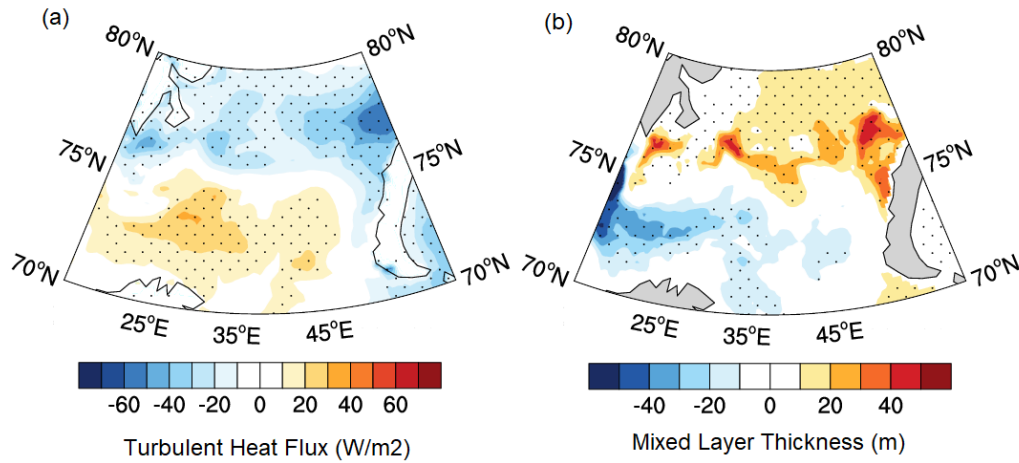 (a)
80°N
80°N
75°N
75°N
70°N
70°N
25°E
35°E
45°E
-60 -40 -20 0 20 40 60
Turbulent Heat Flux (W/m2)
(b)
80°N
80°N
75°N
75°N
70°N
70°N
25°E
35°E
45°E
-40 -20 0 20 40
Mixed Layer Thickness (m)